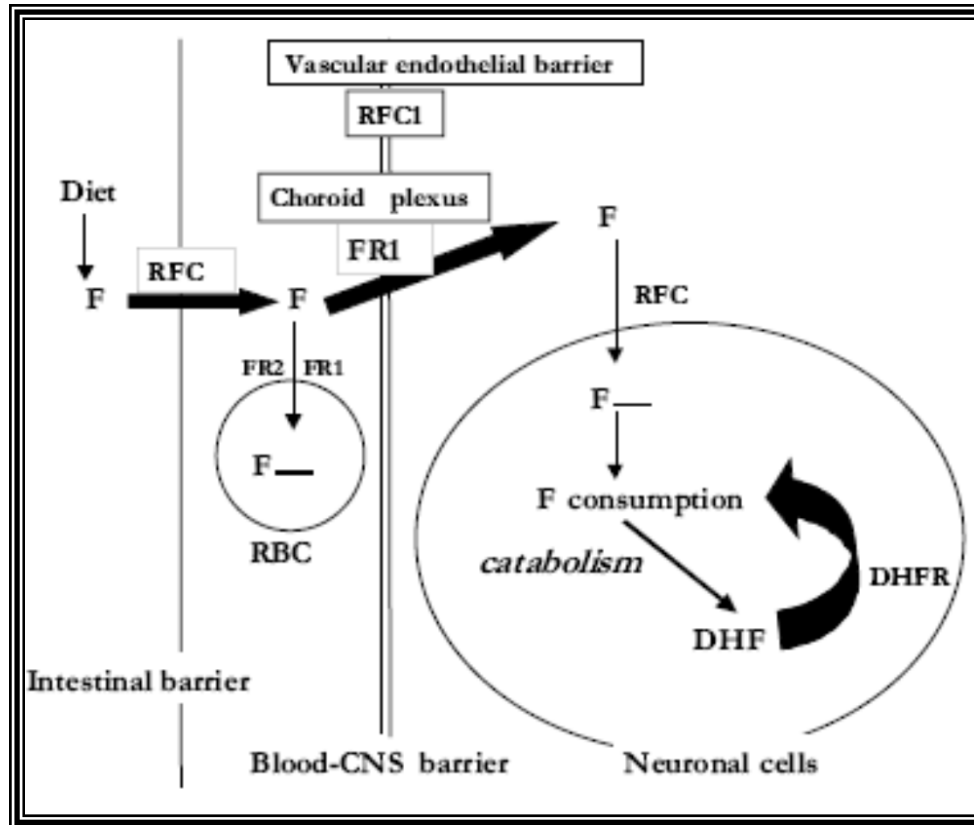 Vascular endothelial barrier
RFC1
Diet
Choroid plexus
F
FR1
RFC
F
F
RFC
FR2
FR1
F
F
F consumption
RBC
catabolism
DHFR
DHF
Intestinal barrier
Blood-CNS barrier
Neuronal cells